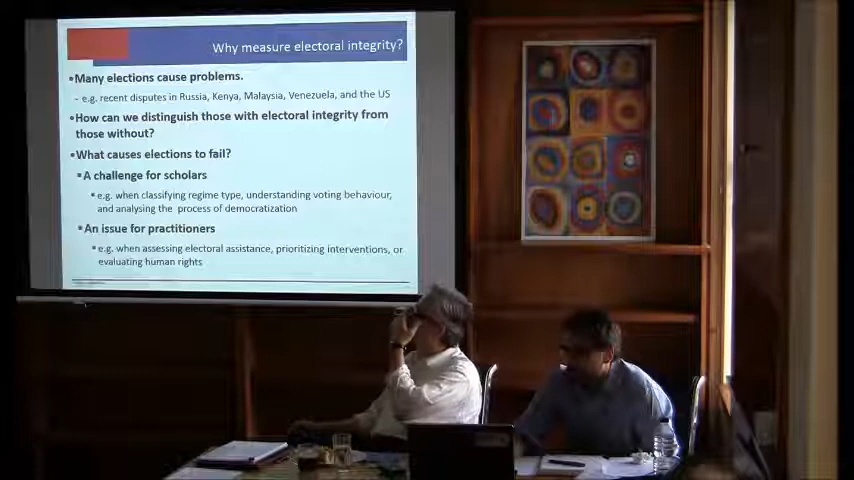 Why measure electoral integrity?
▪Many elections cause problems.
– e.g. recent disputes in Russia, Kenya, Malaysia, Venezuela, and the US
▪How can we distinguish those with electoral integrity from
those without?
▪What causes elections to fail?
▪A challenge for scholars
▪e.g. when classifying regime type, understanding voting behaviour,
and analysing the process of democratization
▪An issue for practitioners
▪e.g. when assessing electoral assistance, prioritizing interventions, or
evaluating human rights